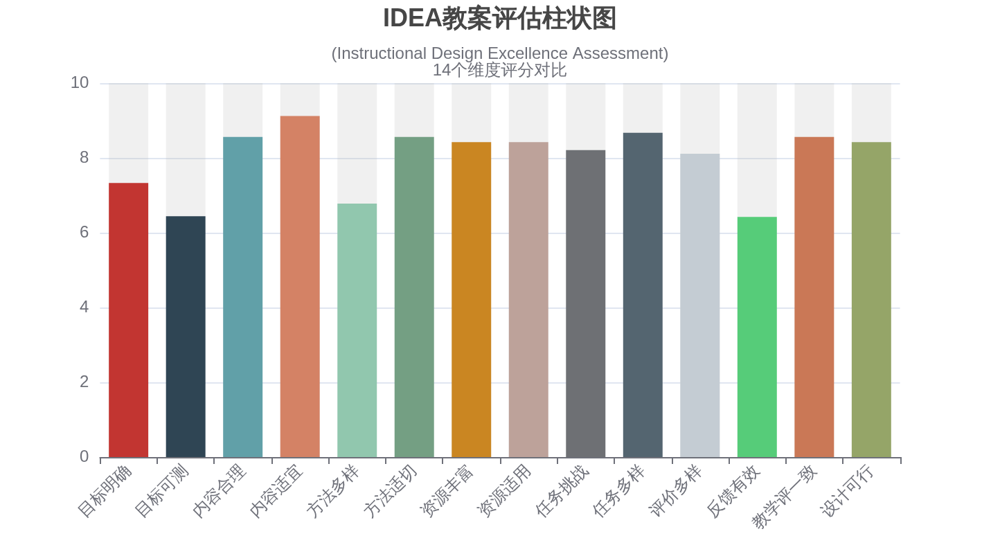 IDEA教案评估柱状图
(Instructional Design Excellence Assessment)
14个维度评分对比
10
8
6
4
2
0
目标明确
目标可测
内容合理
内容适宜
方法多样
方法适切
资源丰富
资源适用
任务挑战
任务多样
评价多样
反馈有效
教学评一致
设计可行